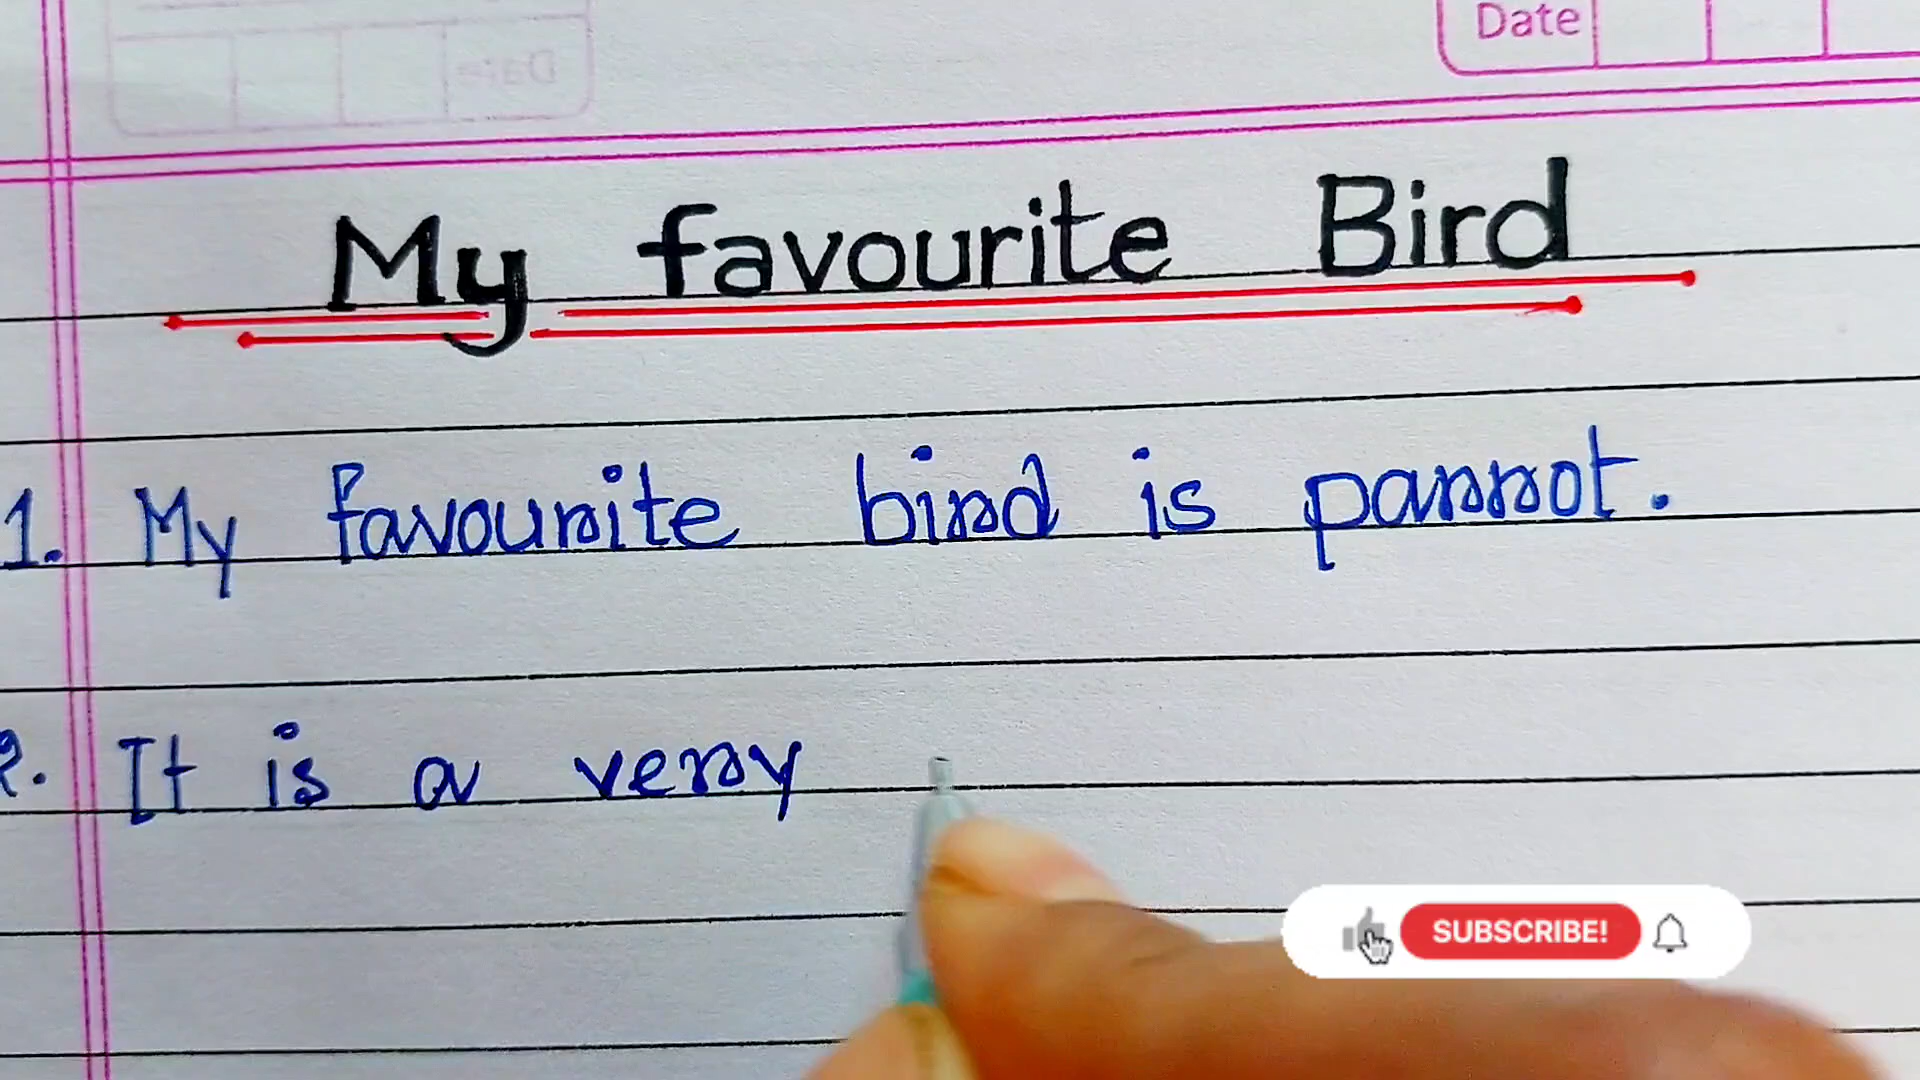 Date
My favourite Bird
1. My favourite bird is parrot.
2. It is a very
SUBSCRIBE!